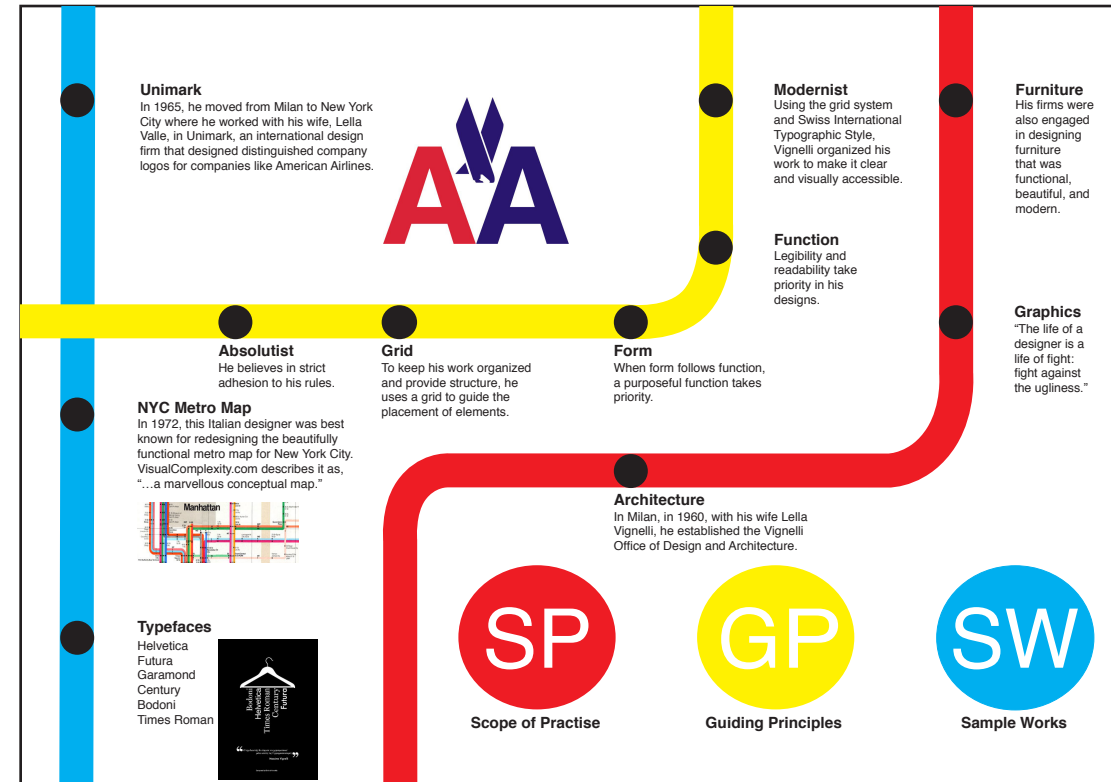 Unimark
In 1965, he moved from Milan to New York
City where he worked with his wife, Lella
Valle, in Unimark, an international design
firm that designed distinguished company
logos for companies like American Airlines.
AA
Modernist
Using the grid system
and Swiss International
Typographic Style,
Vignelli organized his
work to make it clear
and visually accessible.
Furniture
His firms were
also engaged
in designing
furniture
that was
functional,
beautiful, and
modern.
Function
Legibility and
readability take
priority in his
designs.
Absolutist
He believes in strict
adhesion to his rules.
Grid
To keep his work organized
and provide structure, he
uses a grid to guide the
placement of elements.
Form
When form follows function,
a purposeful function takes
priority.
Graphics
“The life of a
designer is a
life of fight:
fight against
the ugliness.”
NYC Metro Map
In 1972, this Italian designer was best
known for redesigning the beautifully
functional metro map for New York City.
VisualComplexity.com describes it as,
“…a marvellous conceptual map.”
Manhattan
Architecture
In Milan, in 1960, with his wife Lella
Vignelli, he established the Vignelli
Office of Design and Architecture.
Typefaces
Helvetica
Futura
Garamond
Century
Bodoni
Times Roman
Bodoni
Helvetica
Times Roman
Century
Futura
SP
Scope of Practise
GP
Guiding Principles
SW
Sample Works